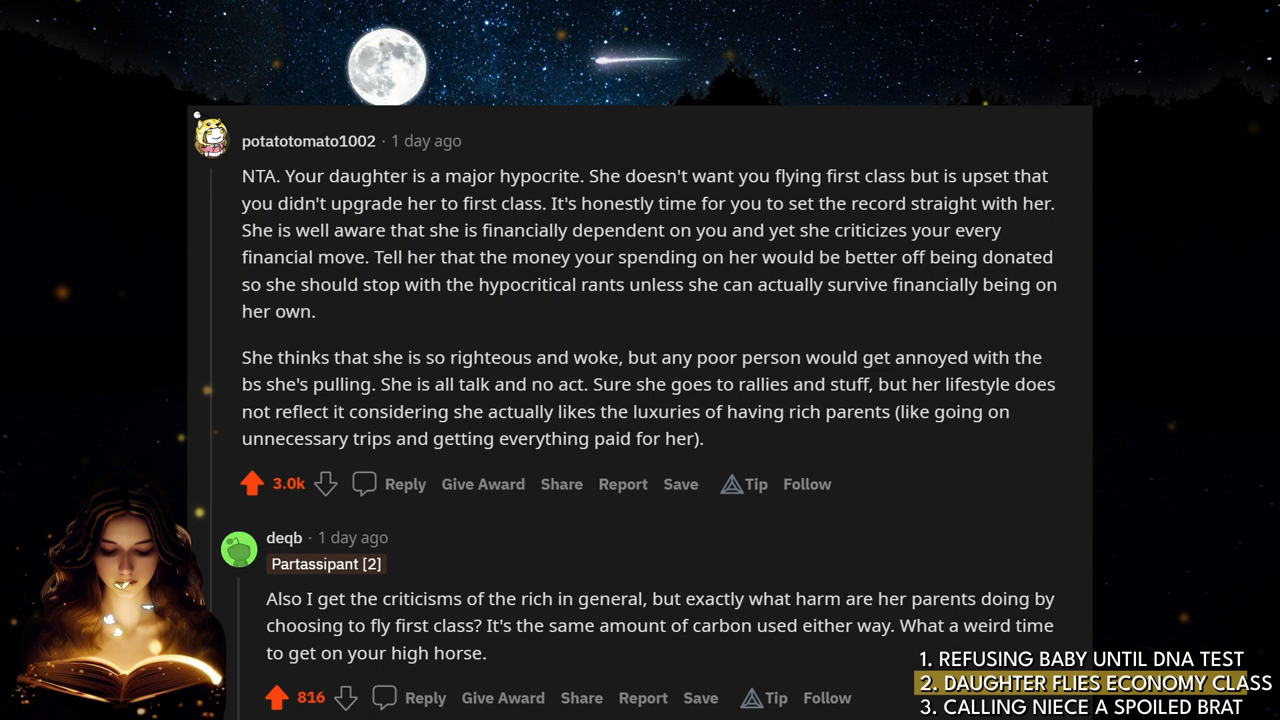 potatotomato1002 · 1 day ago
NTA. Your daughter is a major hypocrite. She doesn't want you flying first class but is upset that
you didn't upgrade her to first class. It's honestly time for you to set the record straight with her.
She is well aware that she is financially dependent on you and yet she criticizes your every
financial move. Tell her that the money your spending on her would be better off being donated
so she should stop with the hypocritical rants unless she can actually survive financially being on
her own.
She thinks that she is so righteous and woke, but any poor person would get annoyed with the
bs she's pulling. She is all talk and no act. Sure she goes to rallies and stuff, but her lifestyle does
not reflect it considering she actually likes the luxuries of having rich parents (like going on
unnecessary trips and getting everything paid for her).
3.0k Reply Give Award Share Report Save Tip Follow
deqb · 1 day ago
Partassipant [2]
Also I get the criticisms of the rich in general, but exactly what harm are her parents doing by
choosing to fly first class? It's the same amount of carbon used either way. What a weird time
to get on your high horse.
816 Reply Give Award Share Report Save Tip Follow
1. REFUSING BABY UNTIL DNA TEST
2. DAUGHTER FLIES ECONOMY CLASS
3. CALLING NIECE A SPOILED BRAT